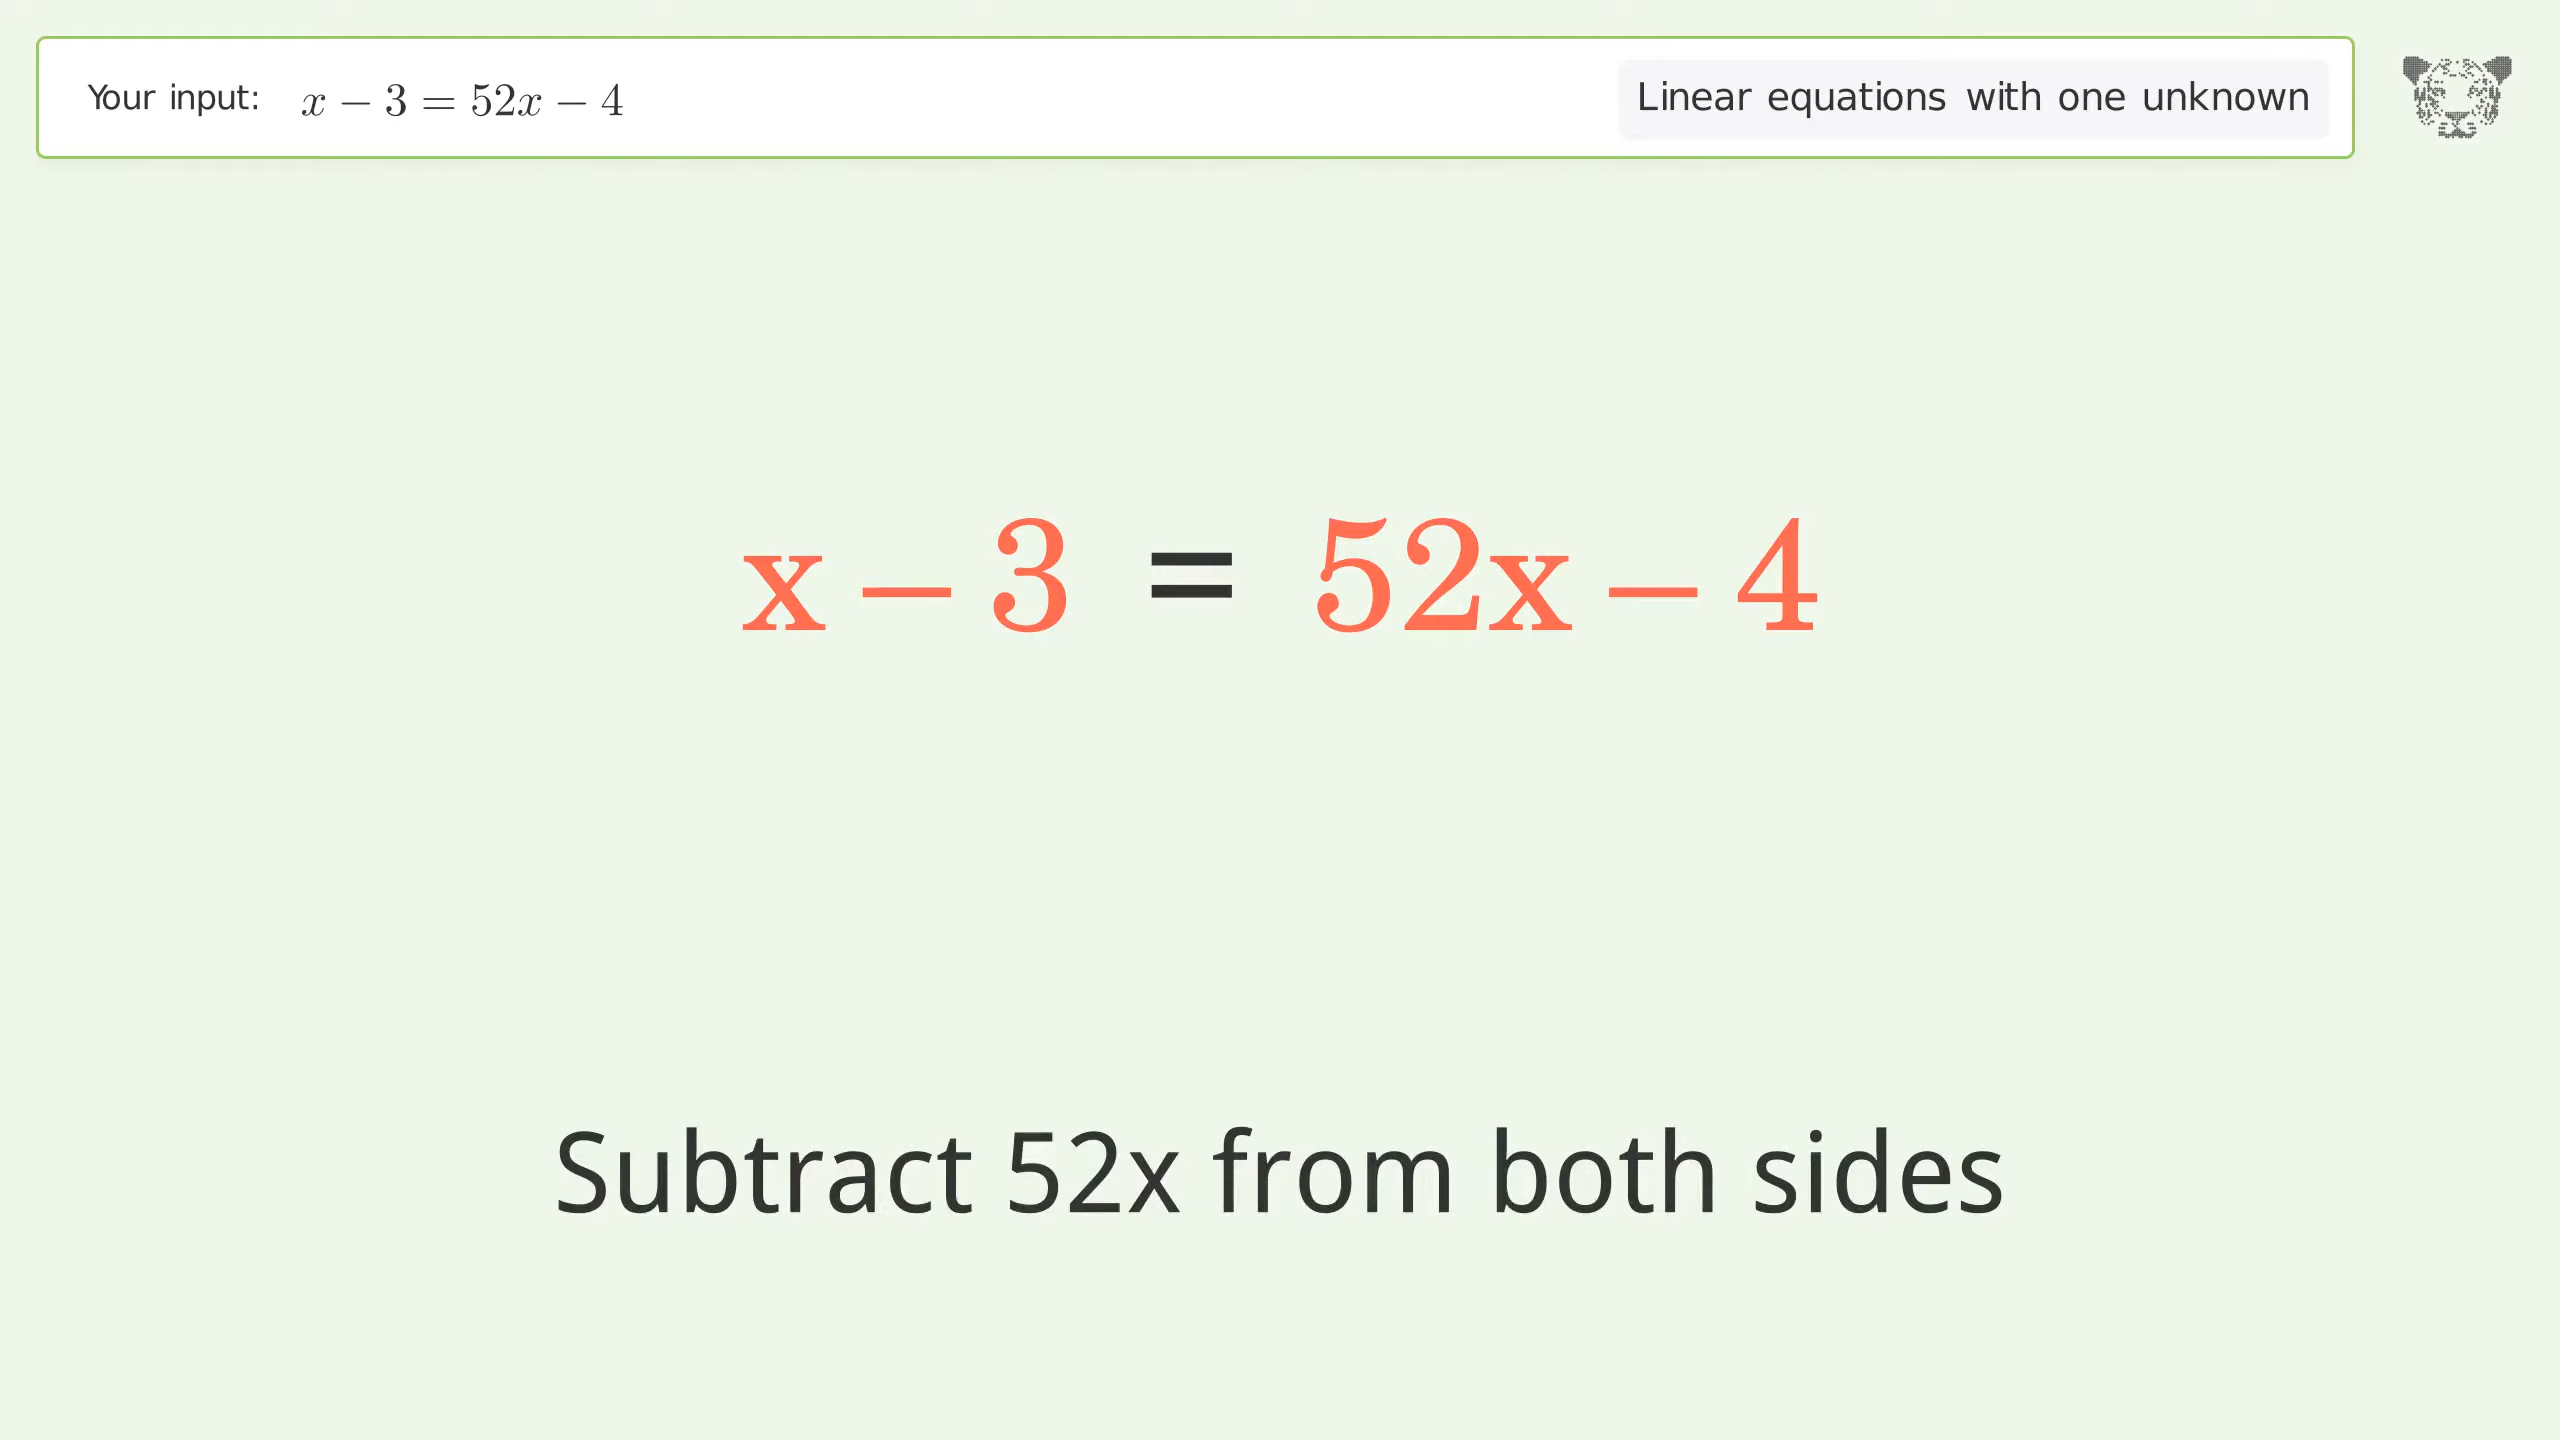 Your input: x − 3 = 52x − 4
Linear equations with one unknown
x − 3 = 52x − 4
Subtract 52x from both sides